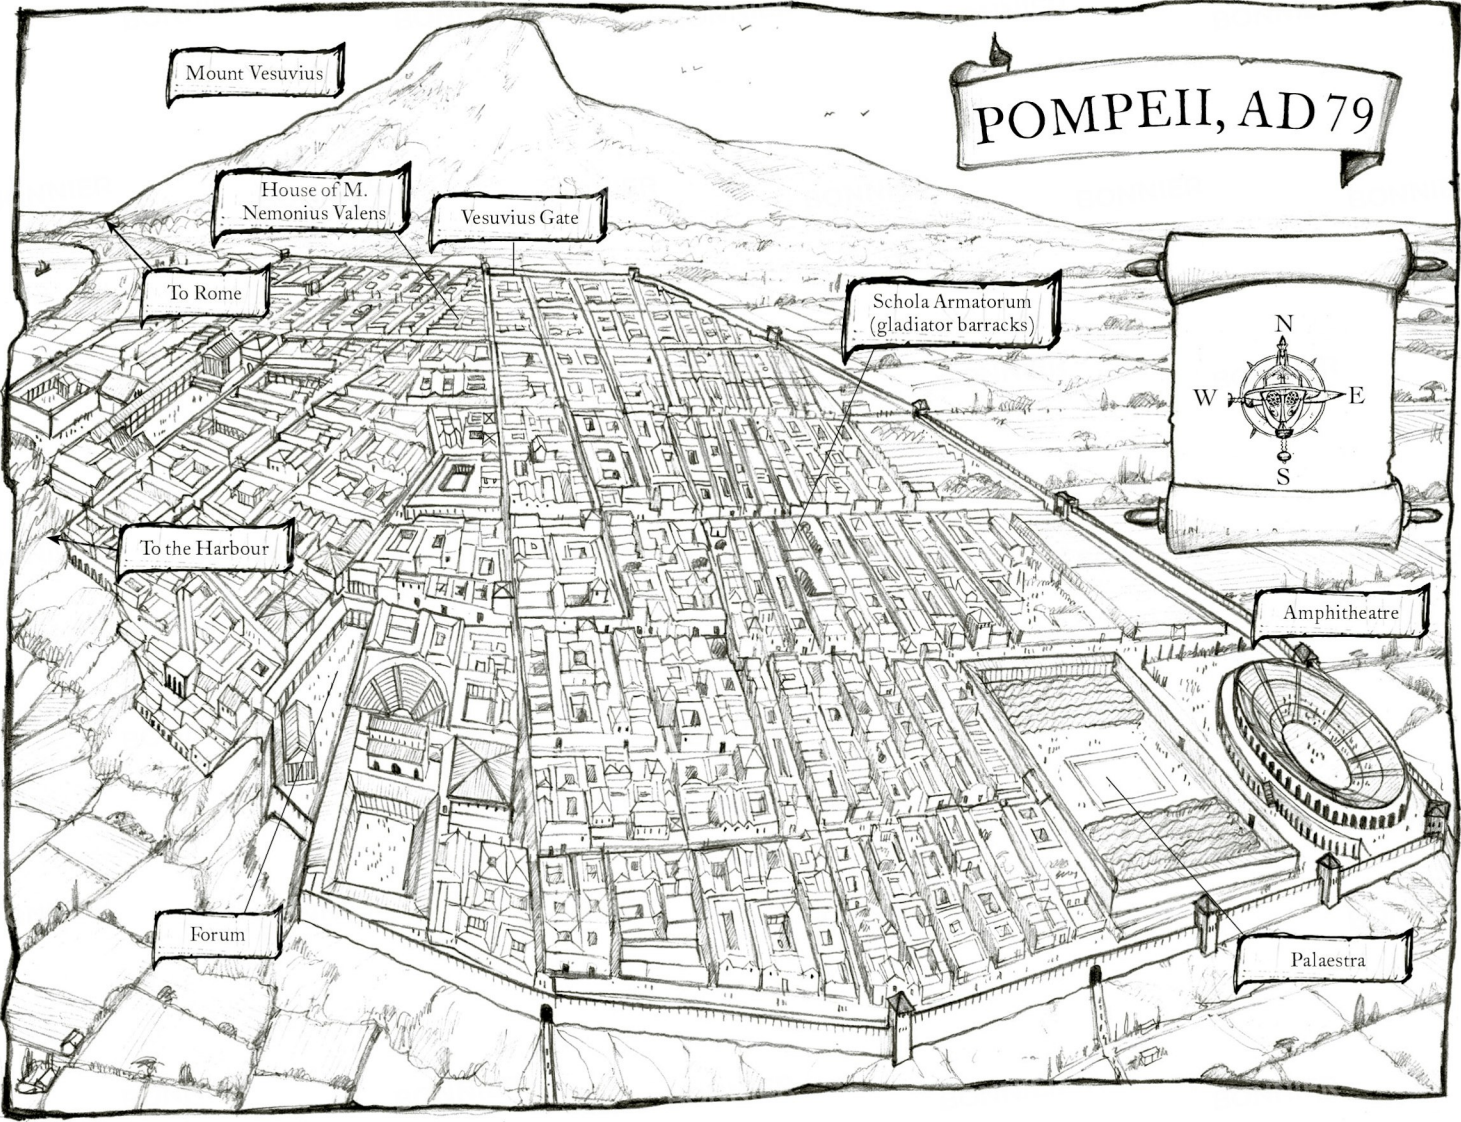 POMPEII, AD 79
Mount Vesuvius
House of M.
Nemonius Valens
Vesuvius Gate
To Rome
Schola Armatorum
(gladiator barracks)
N
W
E
S
To the Harbour
Amphitheatre
Forum
Palaestra